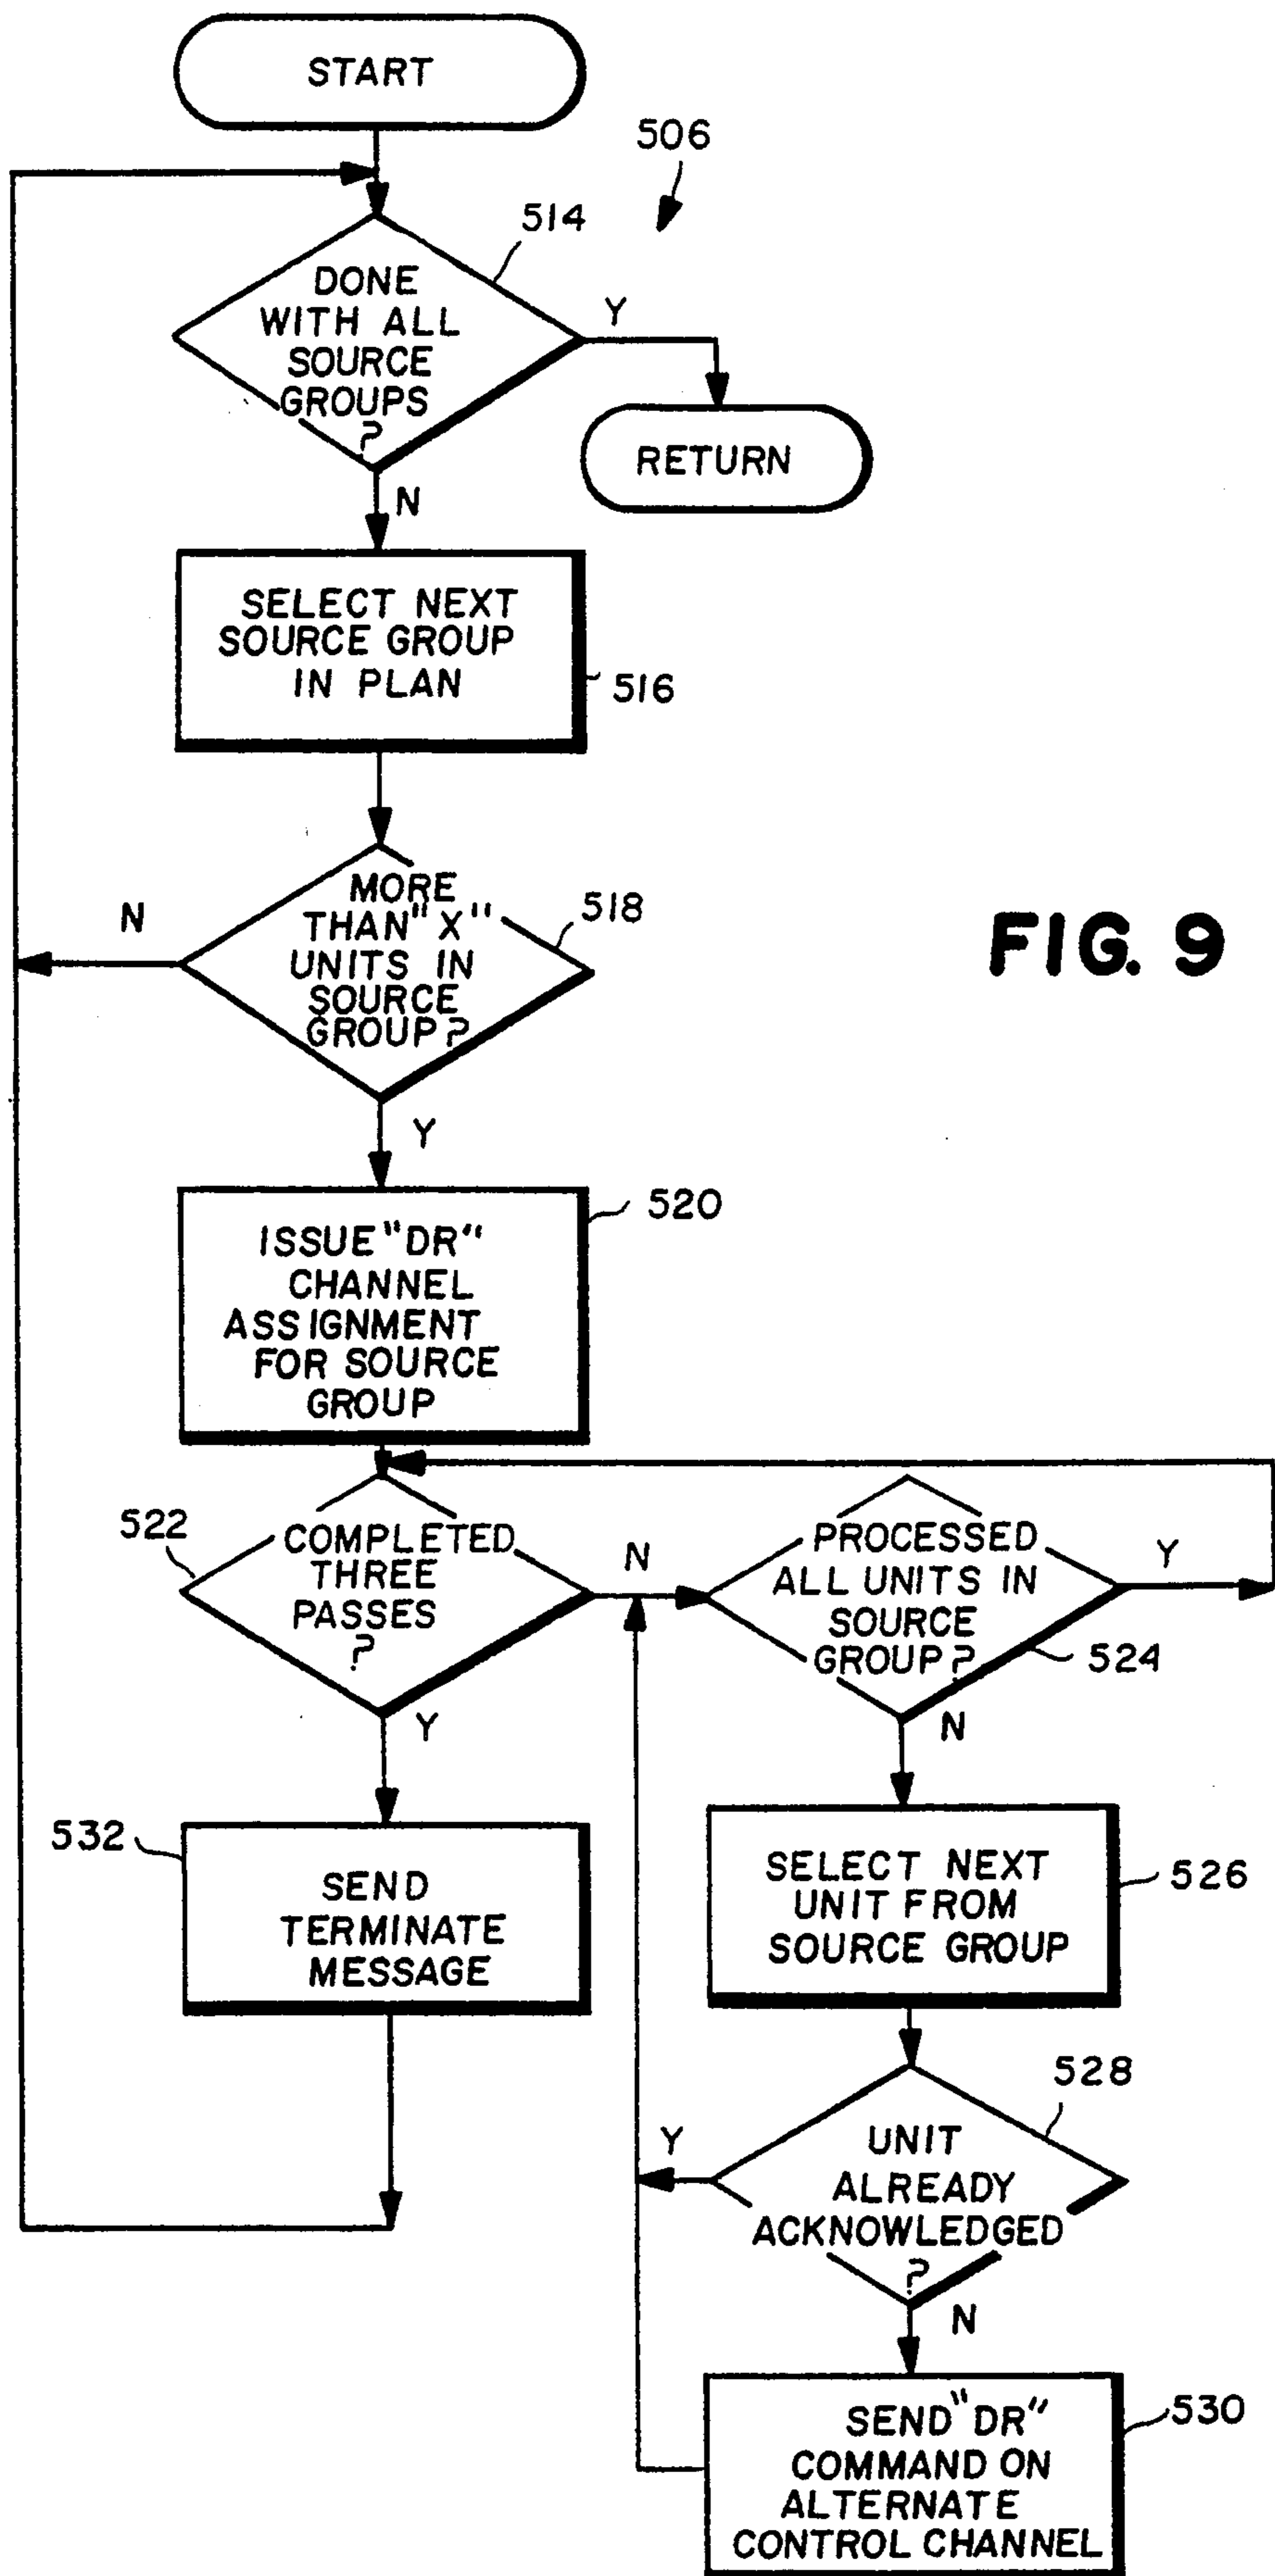 START
506
514
DONE
WITH ALL
SOURCE
GROUPS
?
Y
RETURN
N
SELECT NEXT
SOURCE GROUP
IN PLAN
516
MORE
THAN "X"
UNITS IN
SOURCE
GROUP?
518
N
FIG. 9
Y
ISSUE "DR"
CHANNEL
ASSIGNMENT
FOR SOURCE
GROUP
520
522
COMPLETED
THREE
PASSES
?
N
PROCESSED
ALL UNITS IN
SOURCE
GROUP?
524
Y
Y
N
532
SEND
TERMINATE
MESSAGE
SELECT NEXT
UNIT FROM
SOURCE GROUP
526
528
Y
UNIT
ALREADY
ACKNOWLEDGED
?
N
SEND "DR"
COMMAND ON
ALTERNATE
CONTROL CHANNEL
530